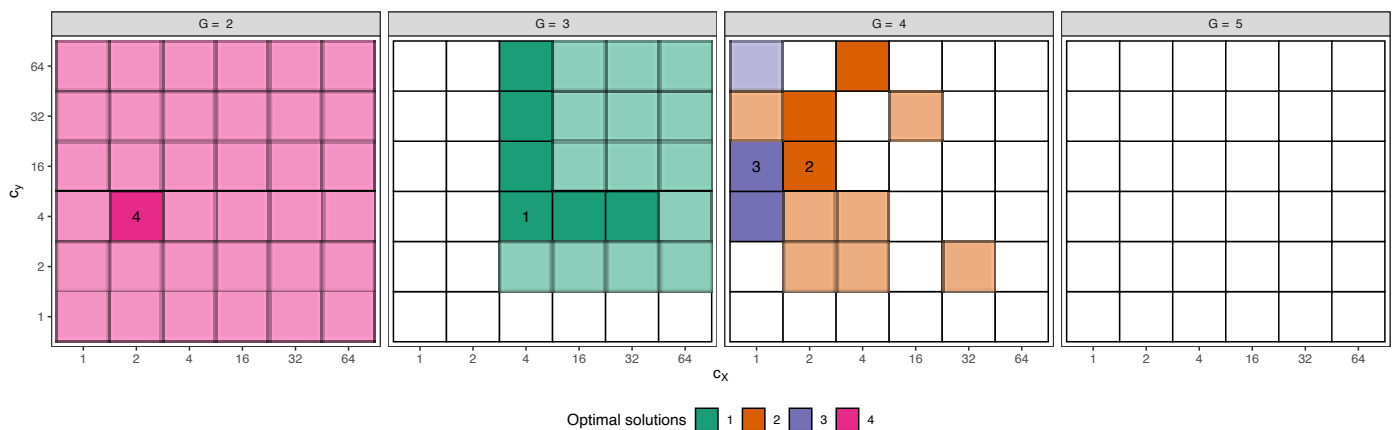 G = 2 G = 3 G = 4 G = 5
64
32
16 3 2
4 4 1
2
1
1 2 4 16 32 64 1 2 4 16 32 64 1 2 4 16 32 64 1 2 4 16 32 64
c_y
c_X
Optimal solutions 1 2 3 4